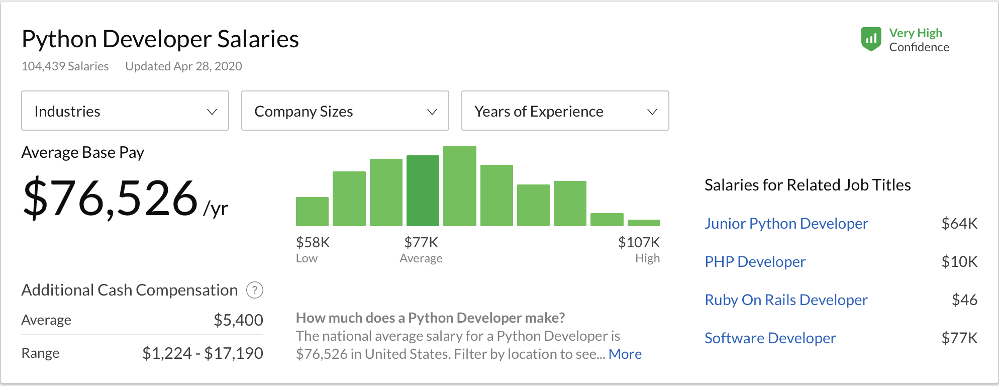 Python Developer Salaries
104,439 Salaries Updated Apr 28, 2020
Very High
Confidence
Industries
Company Sizes
Years of Experience
Average Base Pay
$76,526 /yr
$58K
Low
$77K
Average
$107K
High
Additional Cash Compensation ?
Average $5,400
Range $1,224 - $17,190
How much does a Python Developer make?
The national average salary for a Python Developer is
$76,526 in United States. Filter by location to see... More
Salaries for Related Job Titles
Junior Python Developer $64K
PHP Developer $10K
Ruby On Rails Developer $46
Software Developer $77K